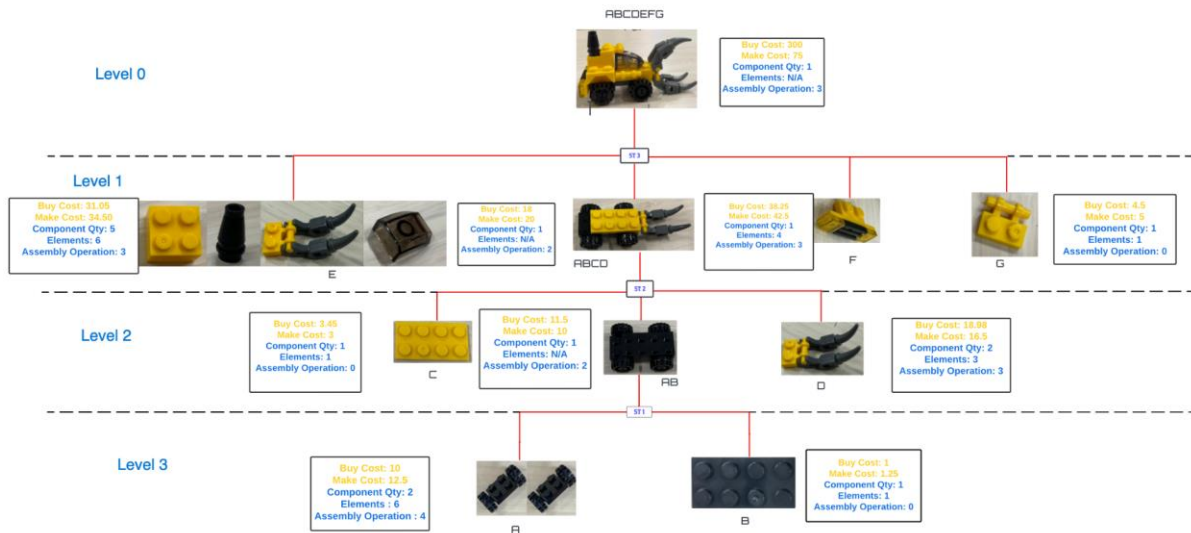 ABCDEFG
Level 0
Buy Cost: 300
Make Cost: 75
Component Qty: 1
Elements: N/A
Assembly Operation: 3
ST 3
Level 1
Buy Cost: 31.05
Make Cost: 34.50
Component Qty: 5
Elements: 6
Assembly Operation: 3
E
Buy Cost: 18
Make Cost: 20
Component Qty: 1
Elements: N/A
Assembly Operation: 2
ABCD
Buy Cost: 38.25
Make Cost: 42.5
Component Qty: 1
Elements: 4
Assembly Operation: 3
F
G
Buy Cost: 4.5
Make Cost: 5
Component Qty: 1
Elements: 1
Assembly Operation: 0
ST 2
Level 2
Buy Cost: 3.45
Make Cost: 3
Component Qty: 1
Elements: 1
Assembly Operation: 0
C
Buy Cost: 11.5
Make Cost: 10
Component Qty: 1
Elements: N/A
Assembly Operation: 2
AB
D
Buy Cost: 18.98
Make Cost: 16.5
Component Qty: 2
Elements: 3
Assembly Operation: 3
ST 1
Level 3
Buy Cost: 10
Make Cost: 12.5
Component Qty: 2
Elements : 6
Assembly Operation : 4
A
B
Buy Cost: 1
Make Cost: 1.25
Component Qty: 1
Elements: 1
Assembly Operation: 0